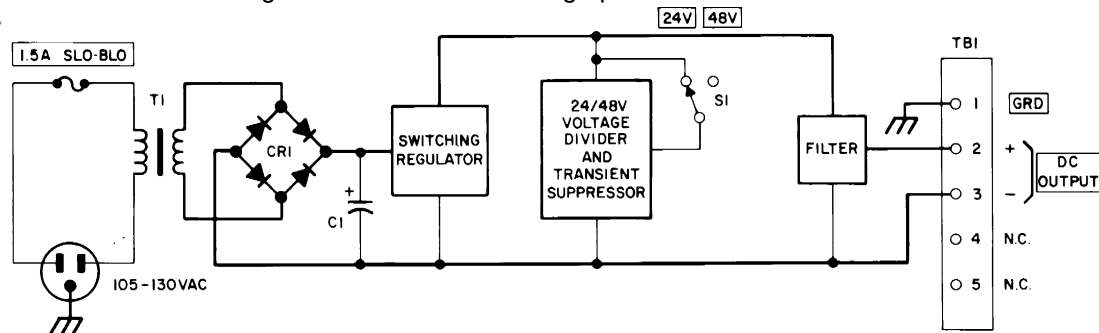 24V 48V
1.5A SLO-BLO
TB1
T1
S1
24/48V
VOLTAGE
DIVIDER
AND
TRANSIENT
SUPPRESSOR
1 GRD
SWITCHING
REGULATOR
CR1
FILTER
2 +
DC
OUTPUT
3 -
+
C1
4 N.C.
105-130VAC
5 N.C.